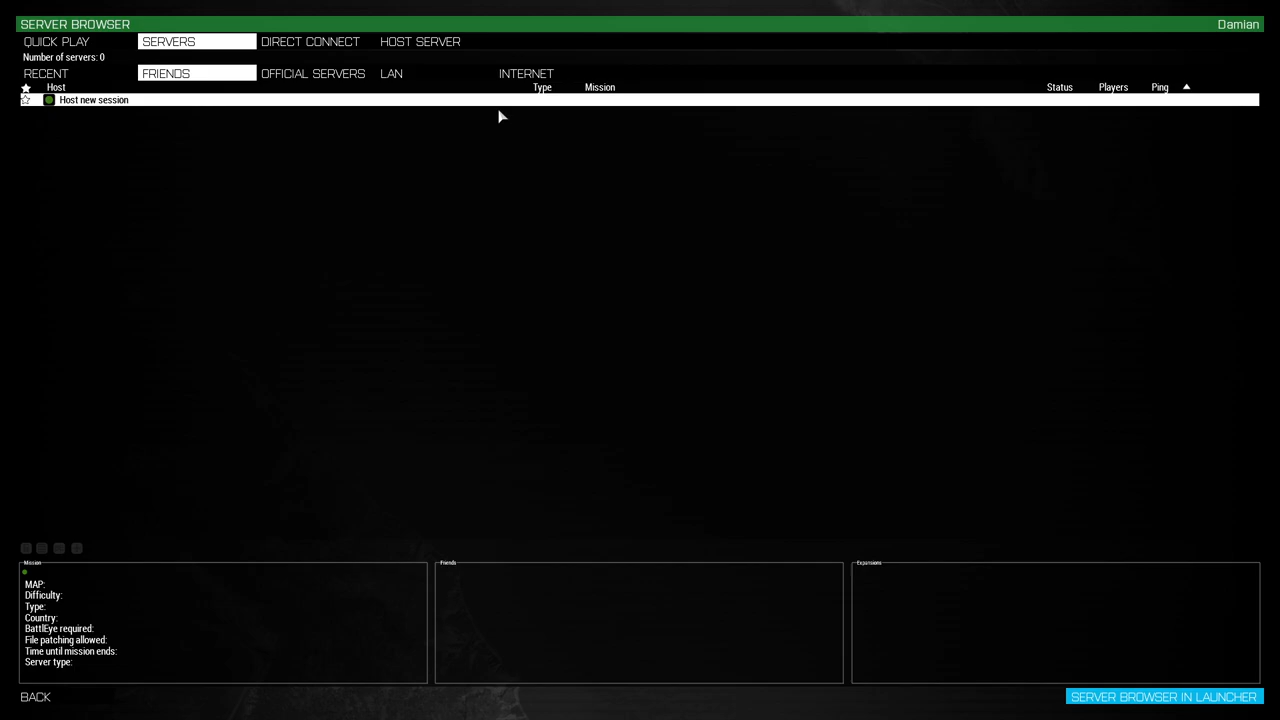 SERVER BROWSER Damian
QUICK PLAY SERVERS DIRECT CONNECT HOST SERVER
Number of servers: 0
RECENT FRIENDS OFFICIAL SERVERS LAN INTERNET
Host Type Mission Status Players Ping
Host new session
Mission Friends Expansions
MAP:
Difficulty:
Type:
Country:
BattlEye required:
File patching allowed:
Time until mission ends:
Server type:
BACK SERVER BROWSER IN LAUNCHER